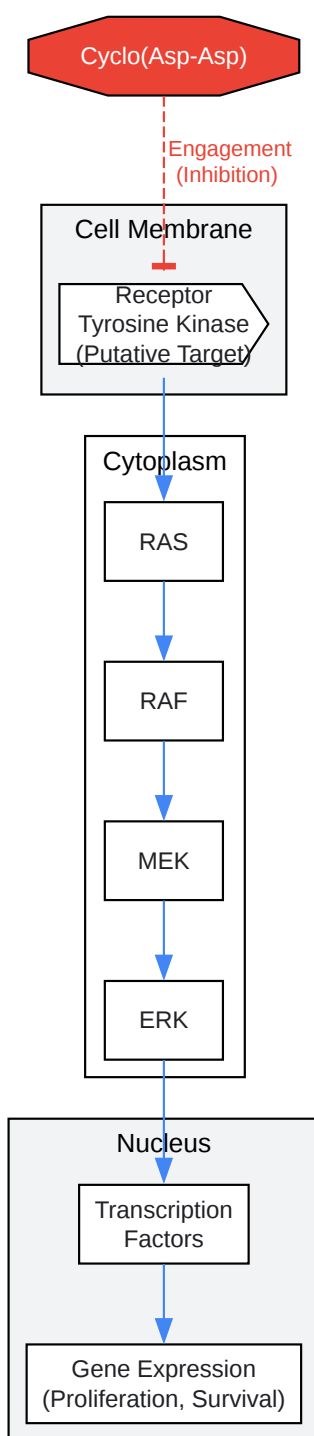 Cyclo(Asp-Asp)
Engagement
(Inhibition)
Cell Membrane
Receptor
Tyrosine Kinase
(Putative Target)
Cytoplasm
RAS
RAF
MEK
ERK
Nucleus
Transcription
Factors
Gene Expression
(Proliferation, Survival)